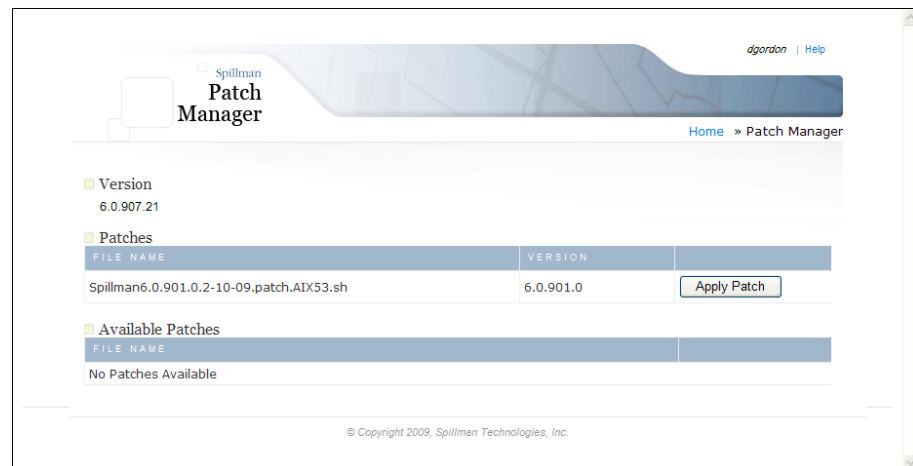 dgordon | Help
Spillman
Patch
Manager
Home » Patch Manager
Version
6.0.907.21
Patches
FILE NAME VERSION
Spillman6.0.901.0.2-10-09.patch.AIX53.sh 6.0.901.0 Apply Patch
Available Patches
FILE NAME
No Patches Available
© Copyright 2009, Spillman Technologies, Inc.